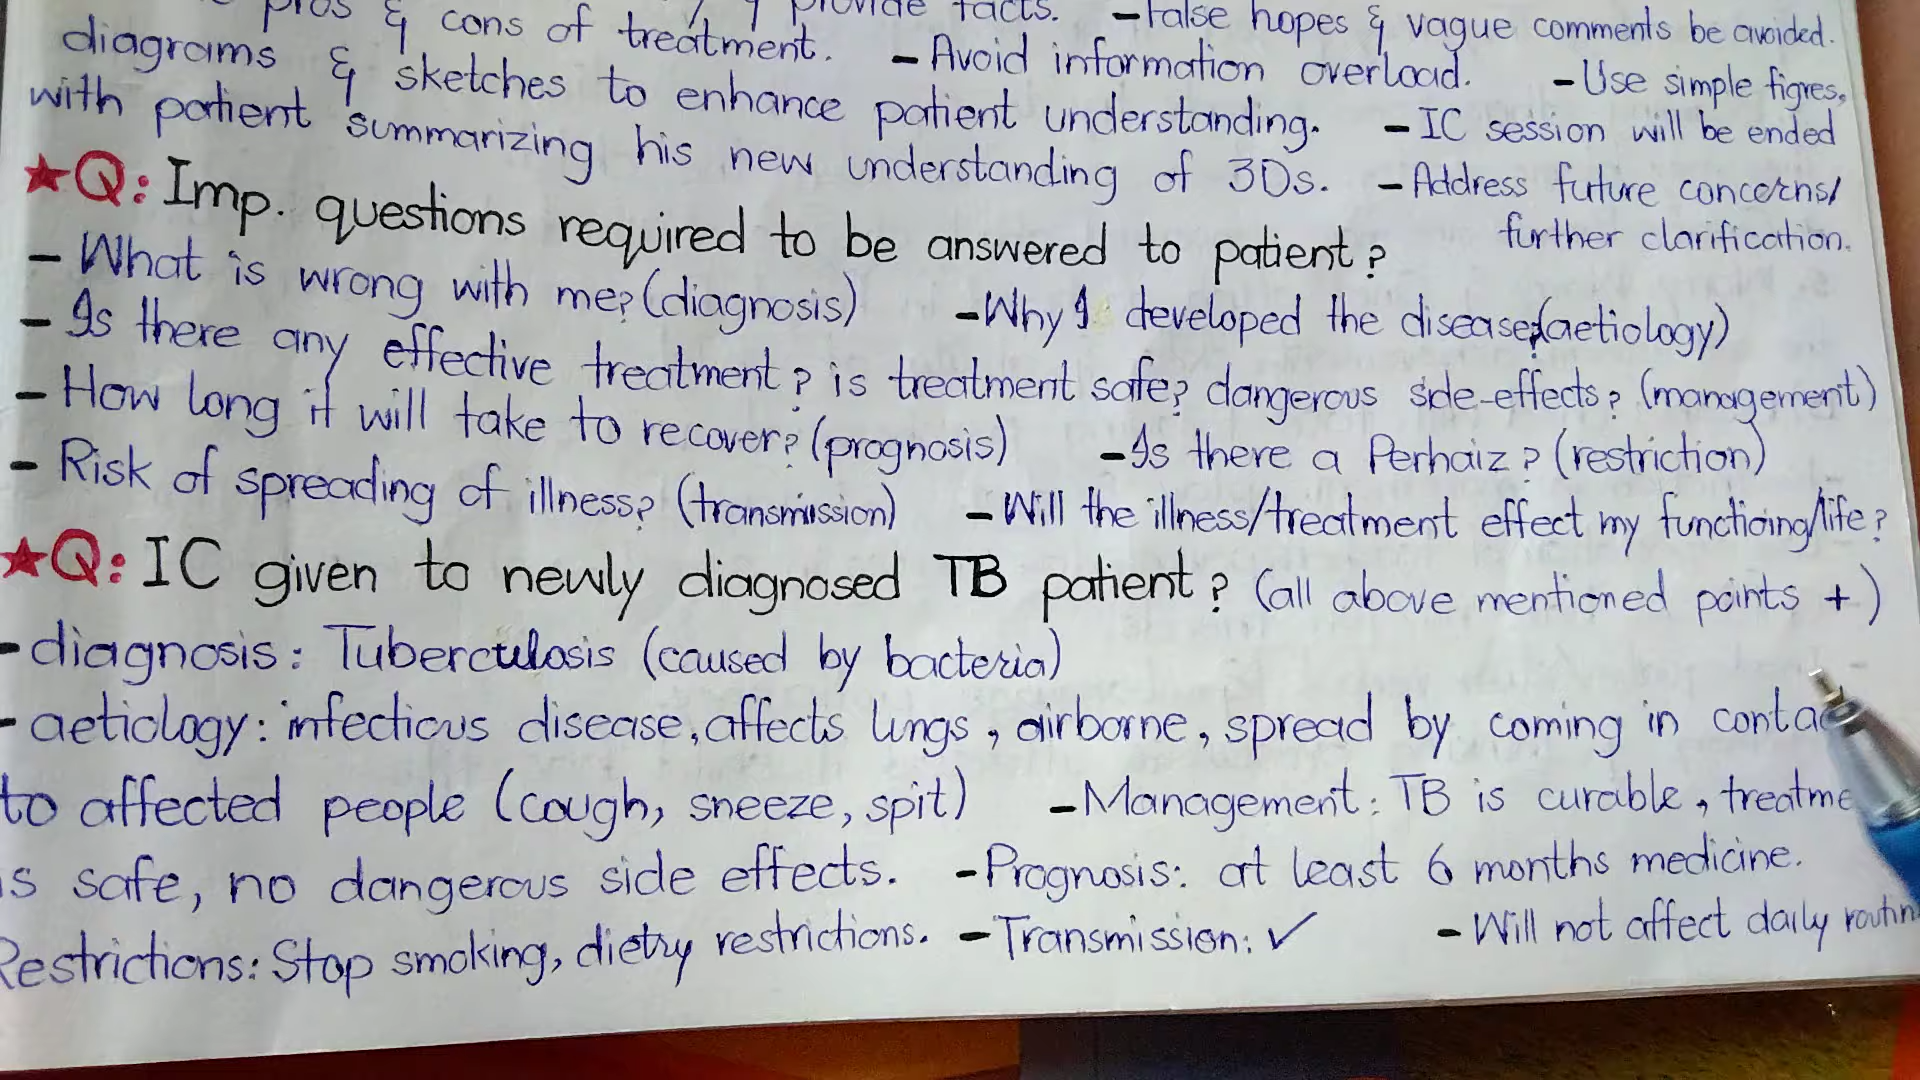 pros & cons of treatment. provide facts. - False hopes & vague comments be avoided.
- Avoid information overload. - Use simple figres,
diagrams & sketches to enhance patient understanding. - IC session will be ended
with patient summarizing his new understanding of 3Ds. - Address future concerns/
further clarification.
★Q: Imp. questions required to be answered to patient?
- What is wrong with me? (diagnosis) - Why I developed the disease? (aetiology)
- Is there any effective treatment? is treatment safe? dangerous side-effects? (management)
- How long it will take to recover? (prognosis) - Is there a Perhaiz? (restriction)
- Risk of spreading of illness? (transmission) - Will the illness/treatment effect my functioing/life?
★Q: IC given to newly diagnosed TB patient? (all above mentioned points +)
- diagnosis: Tuberculosis (caused by bacteria)
- aetiology: infectious disease, affects lungs, airborne, spread by coming in contac
to affected people (cough, sneeze, spit) - Management: TB is curable, treatme
is safe, no dangerous side effects. - Prognosis: at least 6 months medicine.
Restrictions: Stop smoking, dietry restrictions. - Transmission: ✓ - Will not affect daily routin